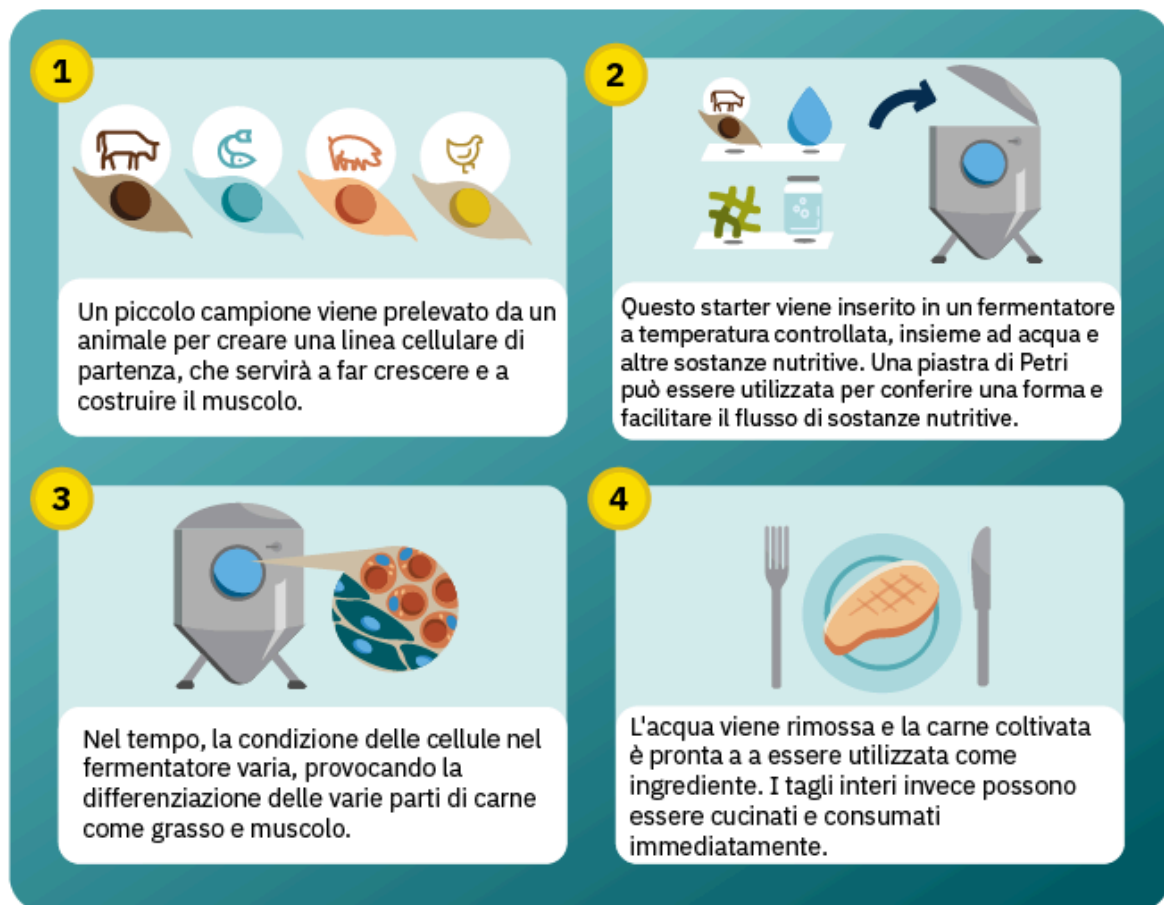 1
Un piccolo campione viene prelevato da un
animale per creare una linea cellulare di
partenza, che servirà a far crescere e a
costruire il muscolo.
2
Questo starter viene inserito in un fermentatore
a temperatura controllata, insieme ad acqua e
altre sostanze nutritive. Una piastra di Petri
può essere utilizzata per conferire una forma e
facilitare il flusso di sostanze nutritive.
3
Nel tempo, la condizione delle cellule nel
fermentatore varia, provocando la
differenziazione delle varie parti di carne
come grasso e muscolo.
4
L'acqua viene rimossa e la carne coltivata
è pronta a a essere utilizzata come
ingrediente. I tagli interi invece possono
essere cucinati e consumati
immediatamente.